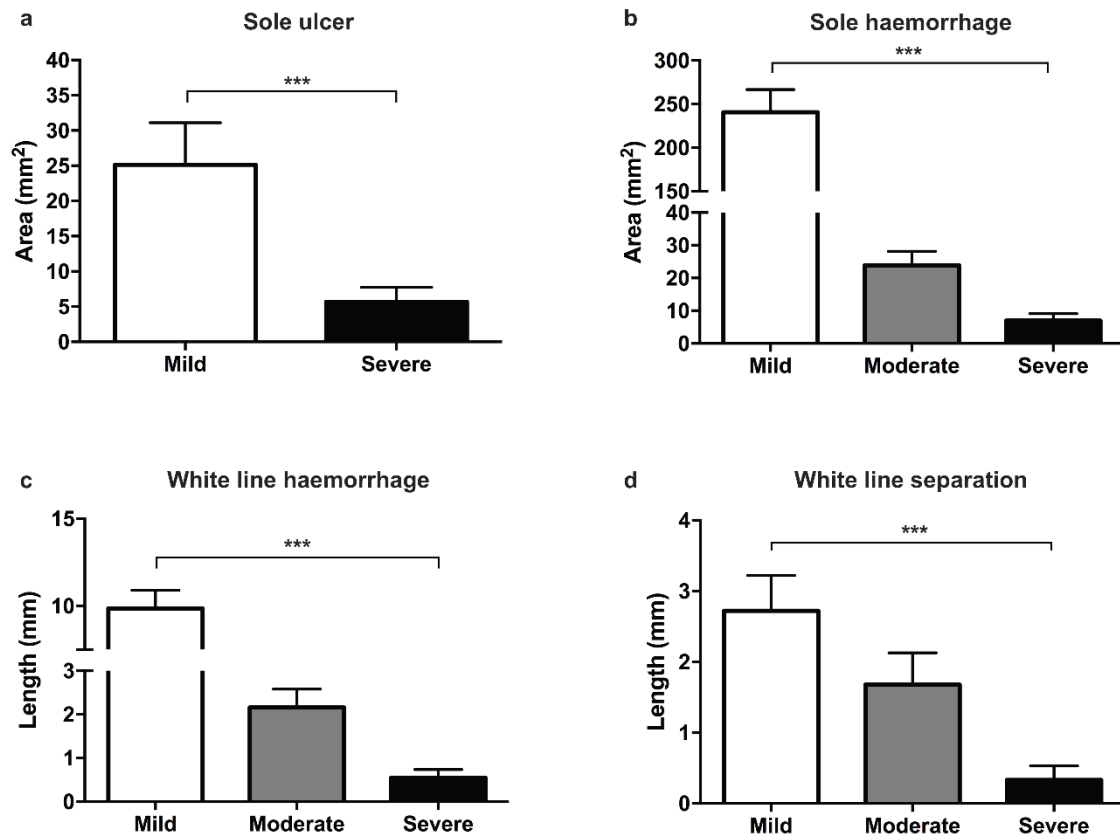 a
Sole ulcer
Area (mm²)
40
35
30
25
20
15
10
5
0
***
Mild
Severe
b
Sole haemorrhage
Area (mm²)
300
250
200
150
***
Area (mm²)
40
30
20
10
0
Mild
Moderate
Severe
c
White line haemorrhage
Length (mm)
15
10
3
2
1
0
***
Mild
Moderate
Severe
d
White line separation
Length (mm)
4
3
2
1
0
***
Mild
Moderate
Severe